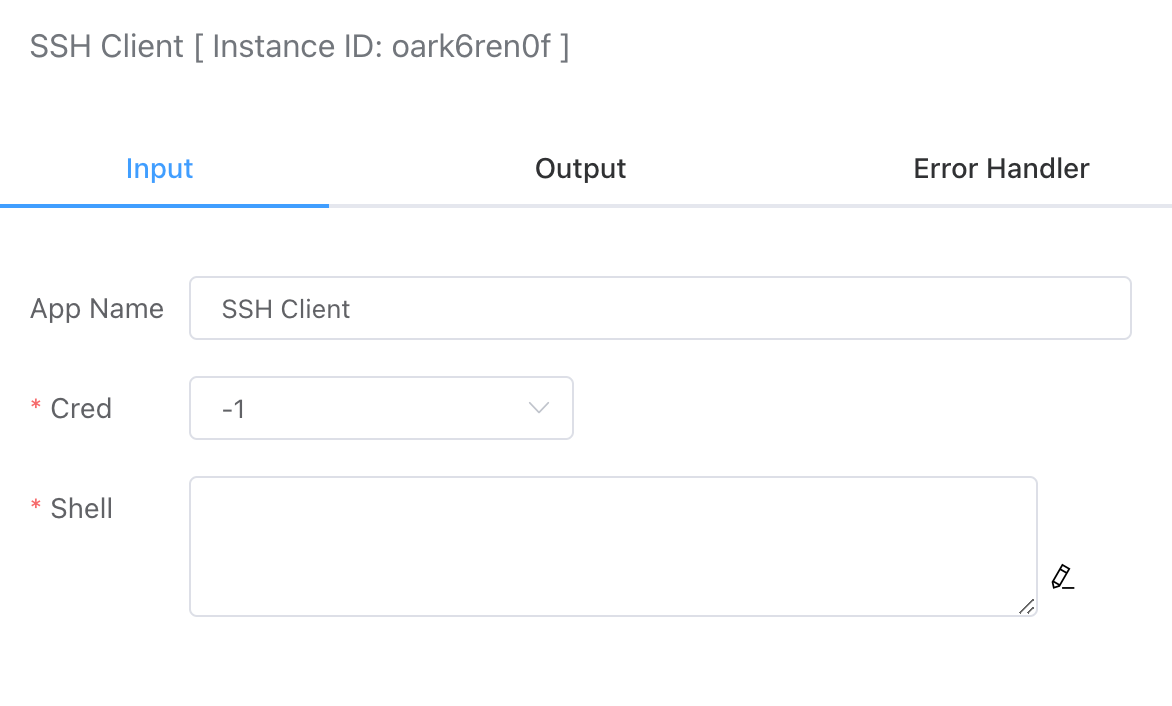 SSH Client [ Instance ID: oark6ren0f ]
Input Output Error Handler
App Name SSH Client
* Cred -1
* Shell